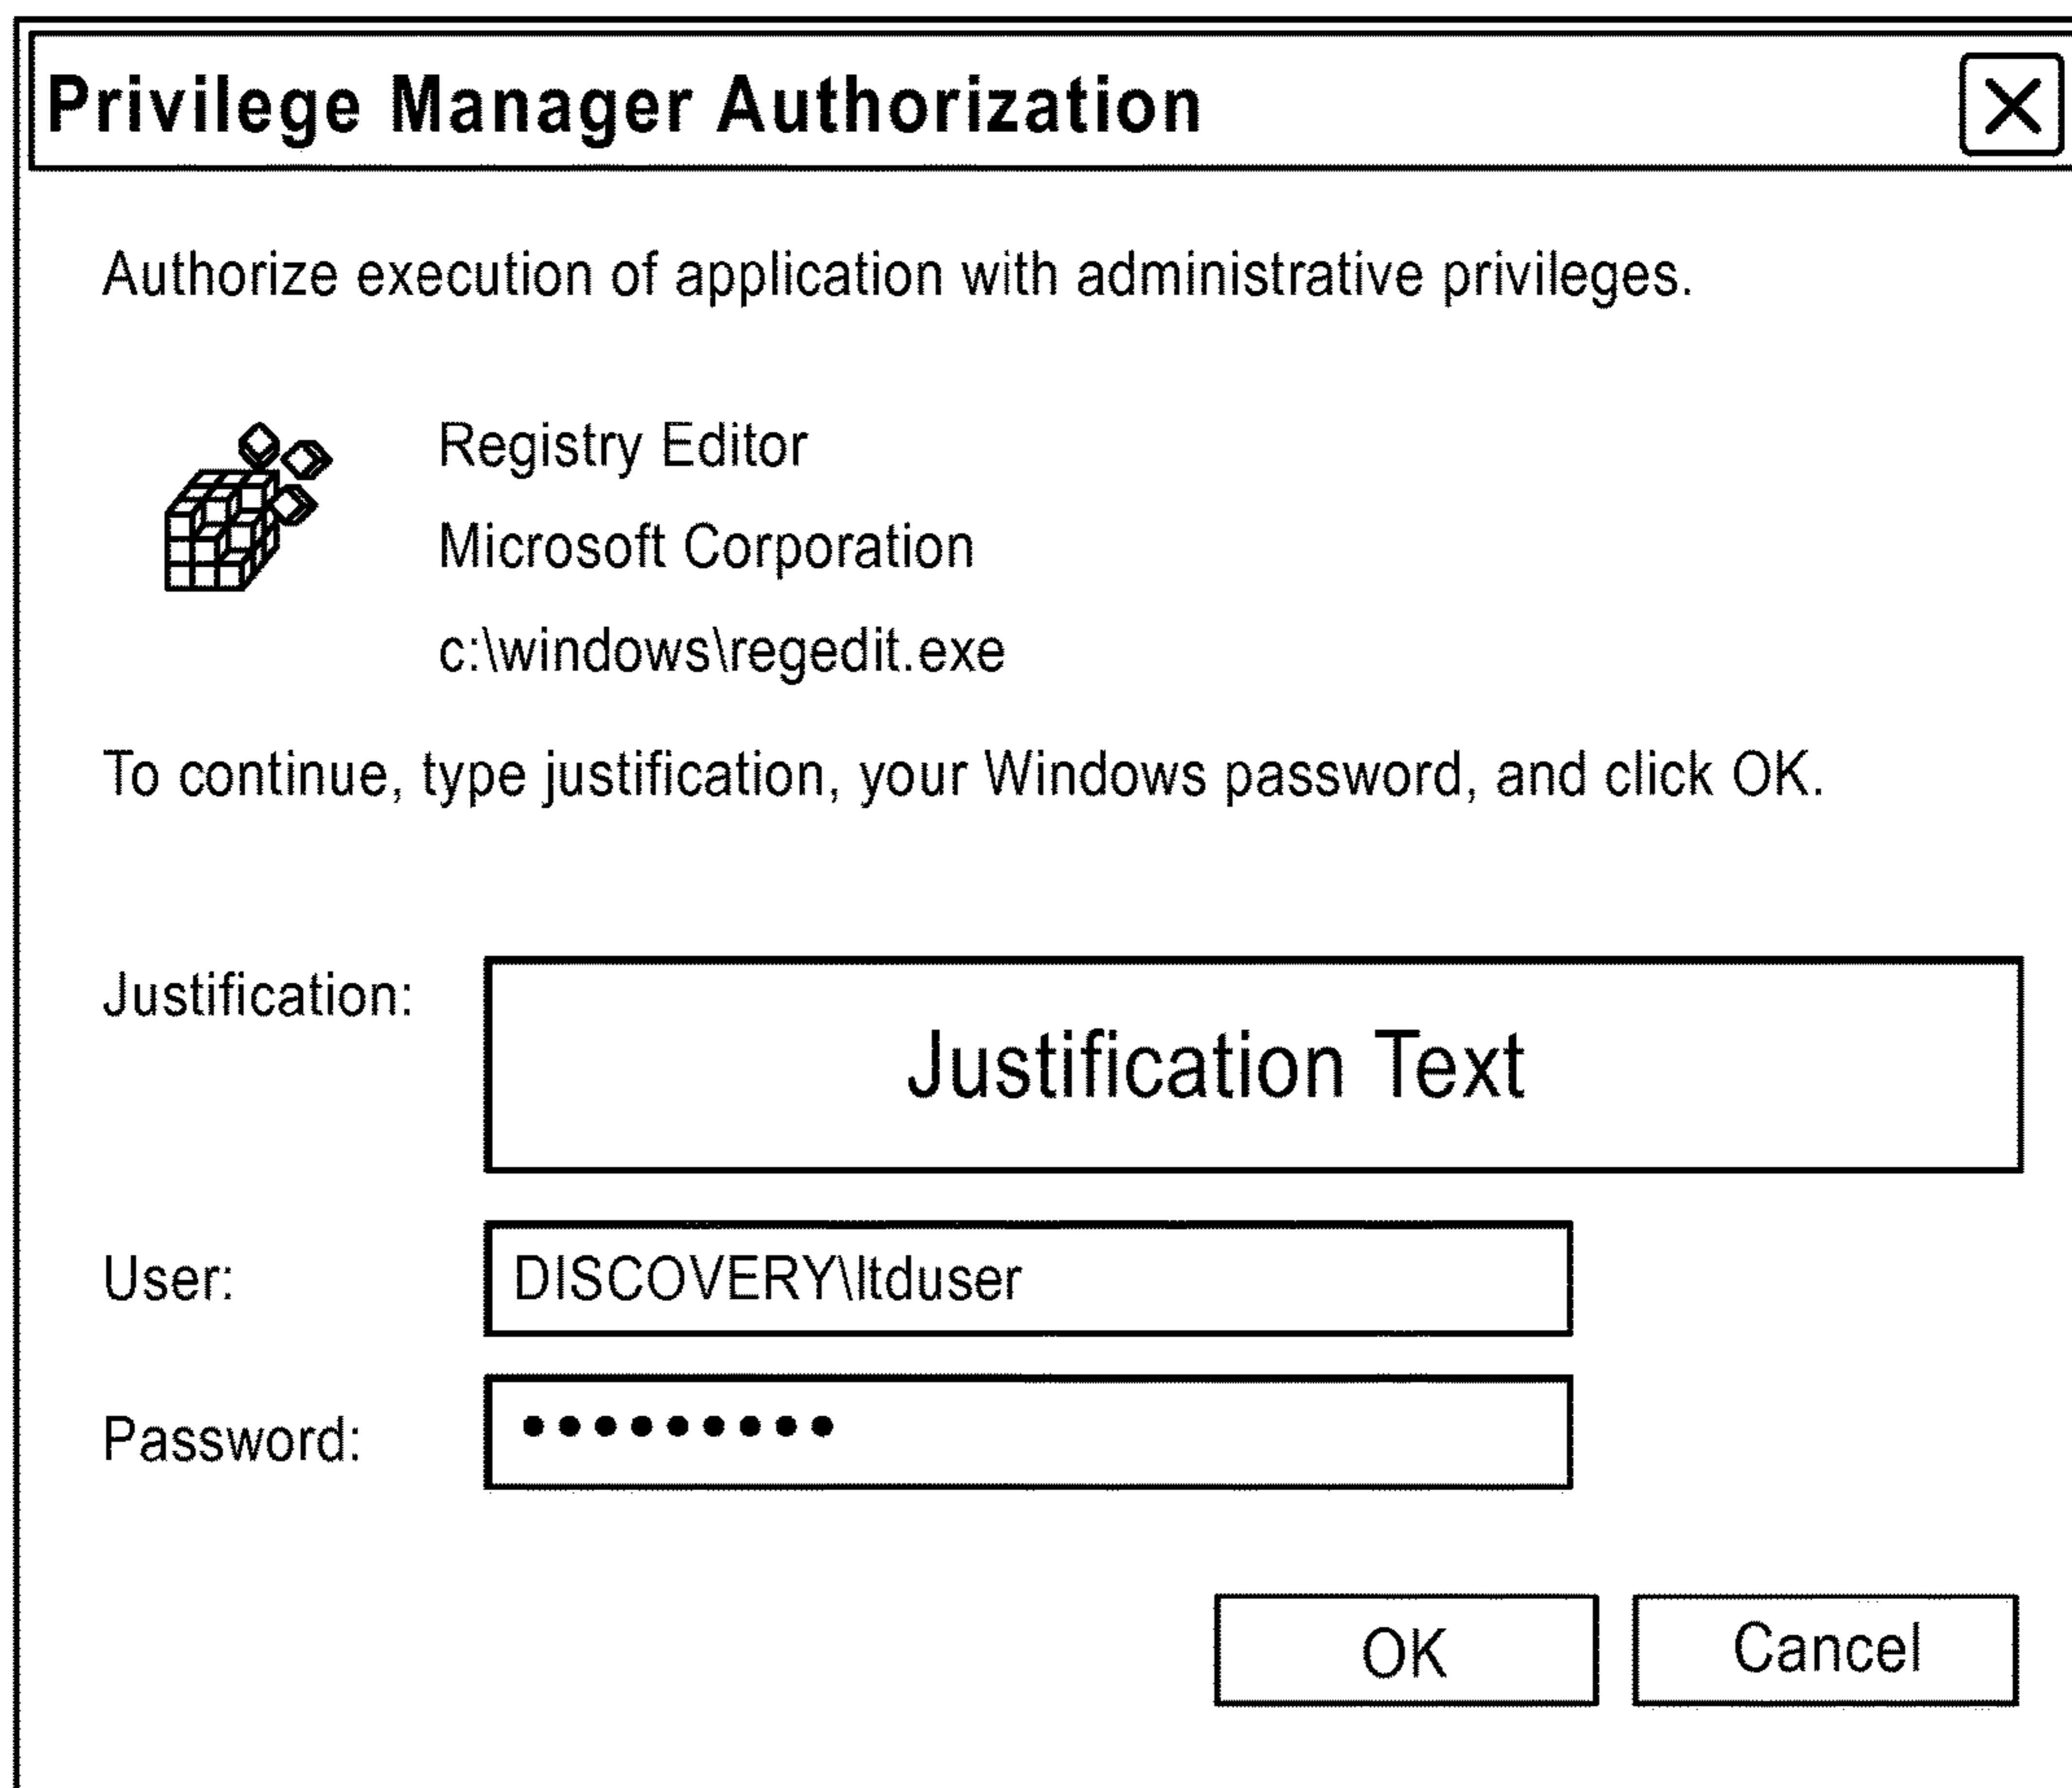 Privilege Manager Authorization
Authorize execution of application with administrative privileges.
Registry Editor
Microsoft Corporation
c:\windows\regedit.exe
To continue, type justification, your Windows password, and click OK.
Justification:
Justification Text
User:
DISCOVERY\ltduser
Password:
•••••••••
OK
Cancel